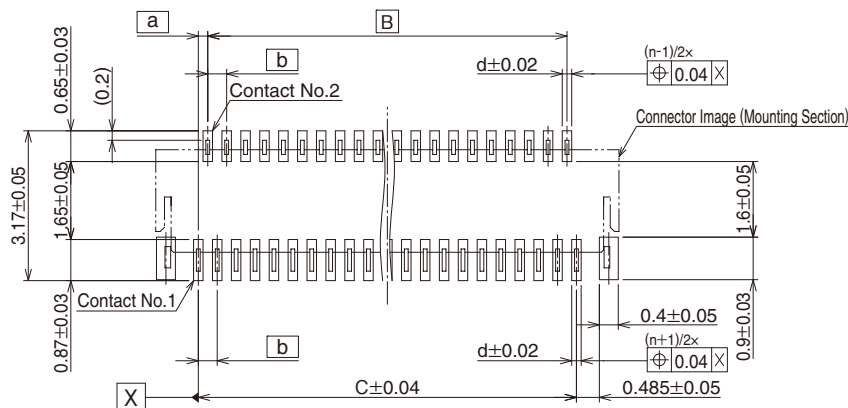 a
B
(n-1)/2×
b
d±0.02
⌖ 0.04 X
0.65±0.03
(0.2)
Contact No.2
Connector Image (Mounting Section)
3.17±0.05
1.65±0.05
1.6±0.05
Contact No.1
0.87±0.03
0.4±0.05
0.9±0.03
(n+1)/2×
b
d±0.02
⌖ 0.04 X
X
C±0.04
0.485±0.05